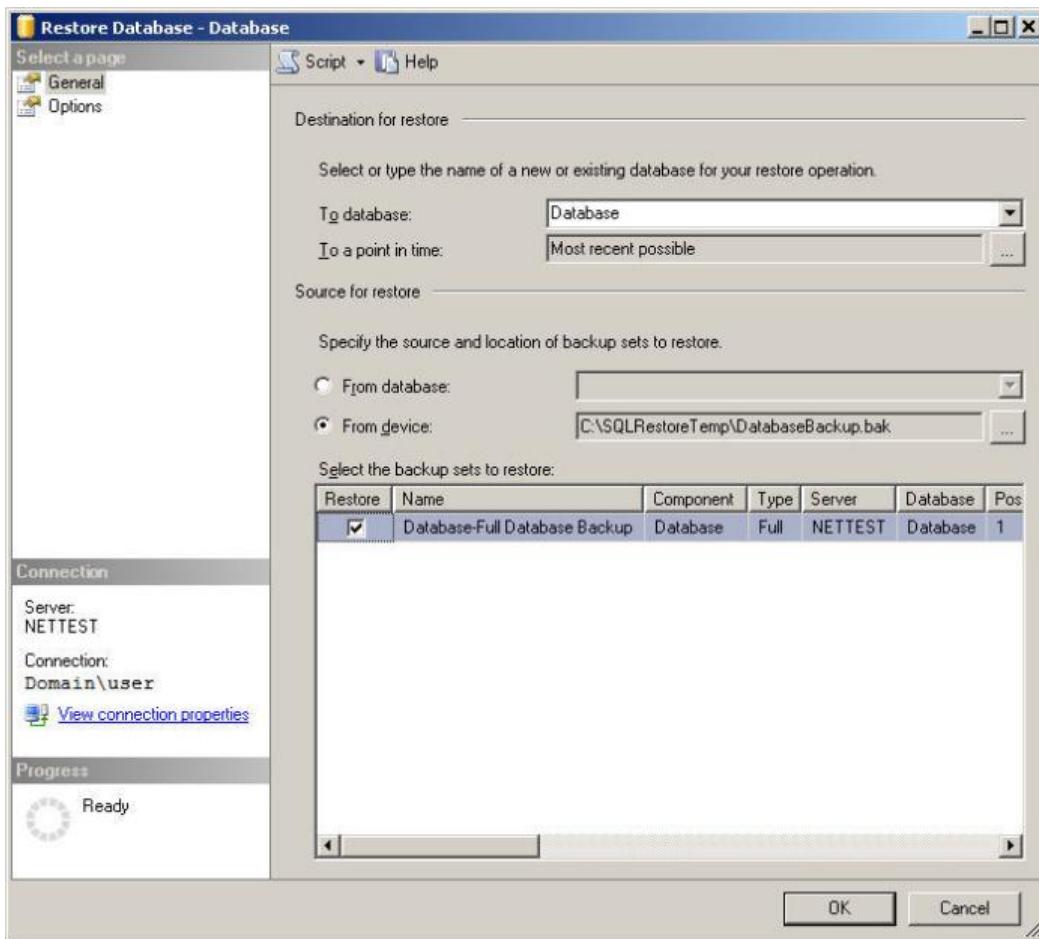 Restore Database - Database
Select a page
General
Options
Script
Help
Destination for restore
Select or type the name of a new or existing database for your restore operation.
To database:
Database
To a point in time:
Most recent possible
...
Source for restore
Specify the source and location of backup sets to restore.
From database:
From device:
C:\SQLRestoreTemp\DatabaseBackup.bak
...
Select the backup sets to restore:
Restore Name Component Type Server Database Pos
Database-Full Database Backup Database Full NETTEST Database 1
Connection
Server:
NETTEST
Connection:
Domain\user
View connection properties
Progress
Ready
OK
Cancel